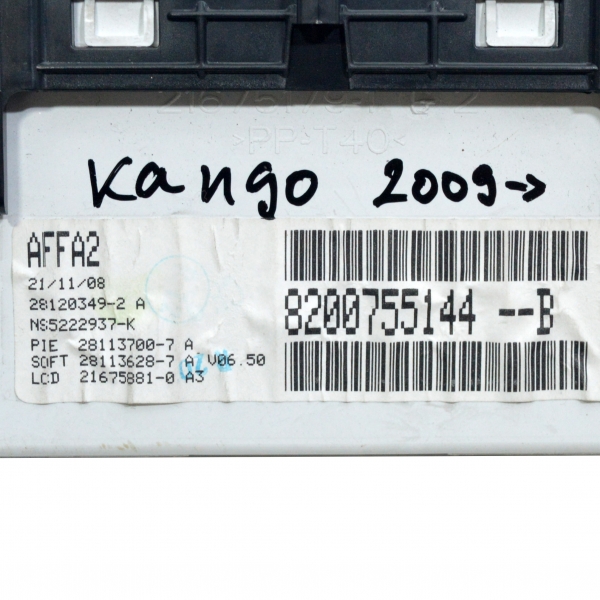 >PP-T40<
Kango 2009→
AFFA2
21/11/08
28120349-2 A
NS5222937-K
PIE 28113700-7 A
SOFT 28113628-7 A V06.50
LCD 21675881-0 A3
8200755144 --B